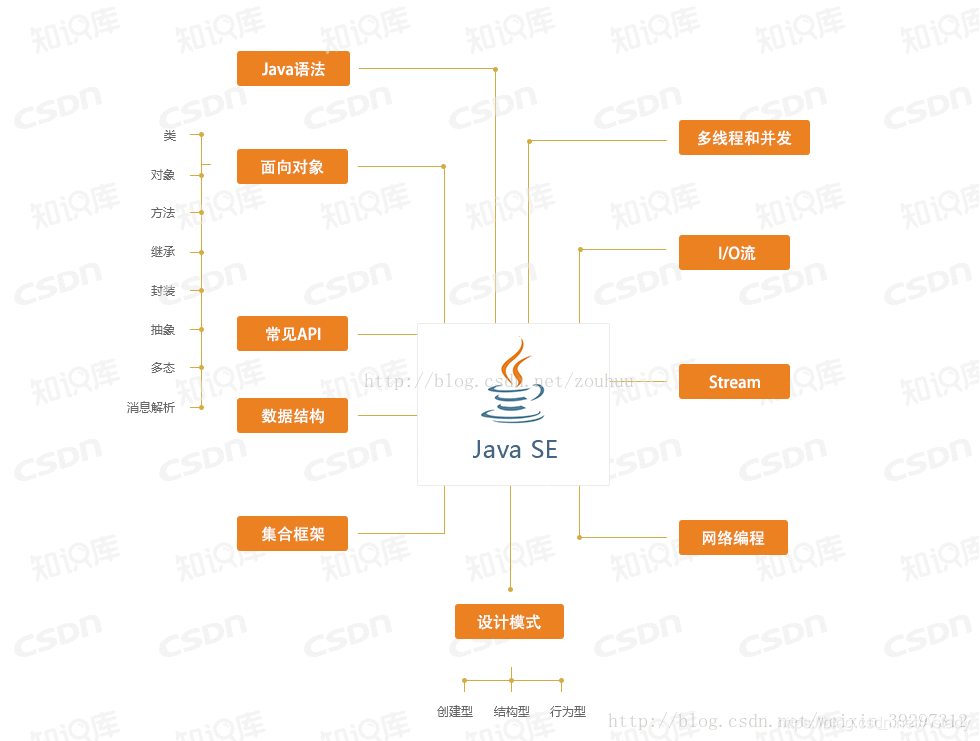 Java语法
多线程和并发
类
面向对象
对象
方法
I/O流
继承
封装
抽象
常见API
多态
Stream
消息解析
数据结构
http://blog.csdn.net/zouhuu
Java SE
集合框架
网络编程
设计模式
创建型 结构型 行为型
http://blog.csdn.net/weixin_39297312
知识库
CSDN